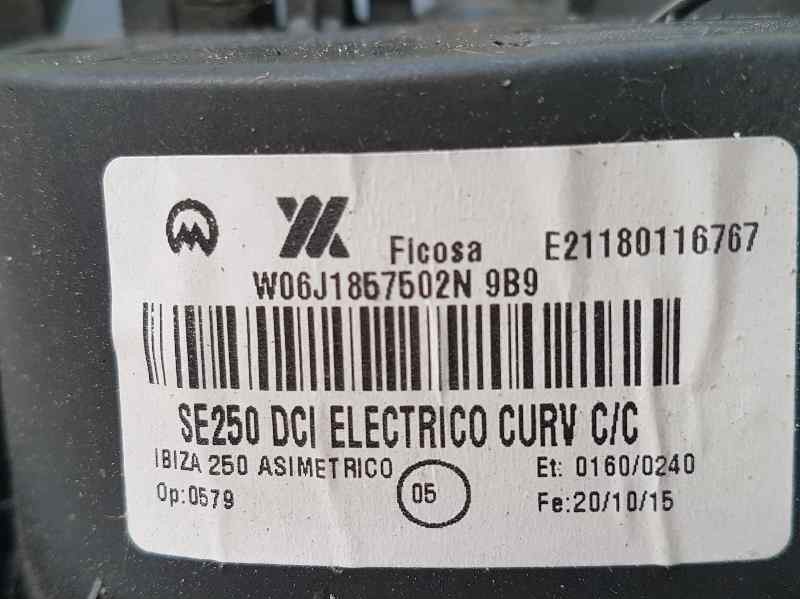 Ficosa E21180116767
W06J1857502N 9B9
SE250 DCI ELECTRICO CURV C/C
IBIZA 250 ASIMETRICO Et: 0160/0240
Op:0579 05 Fe:20/10/15